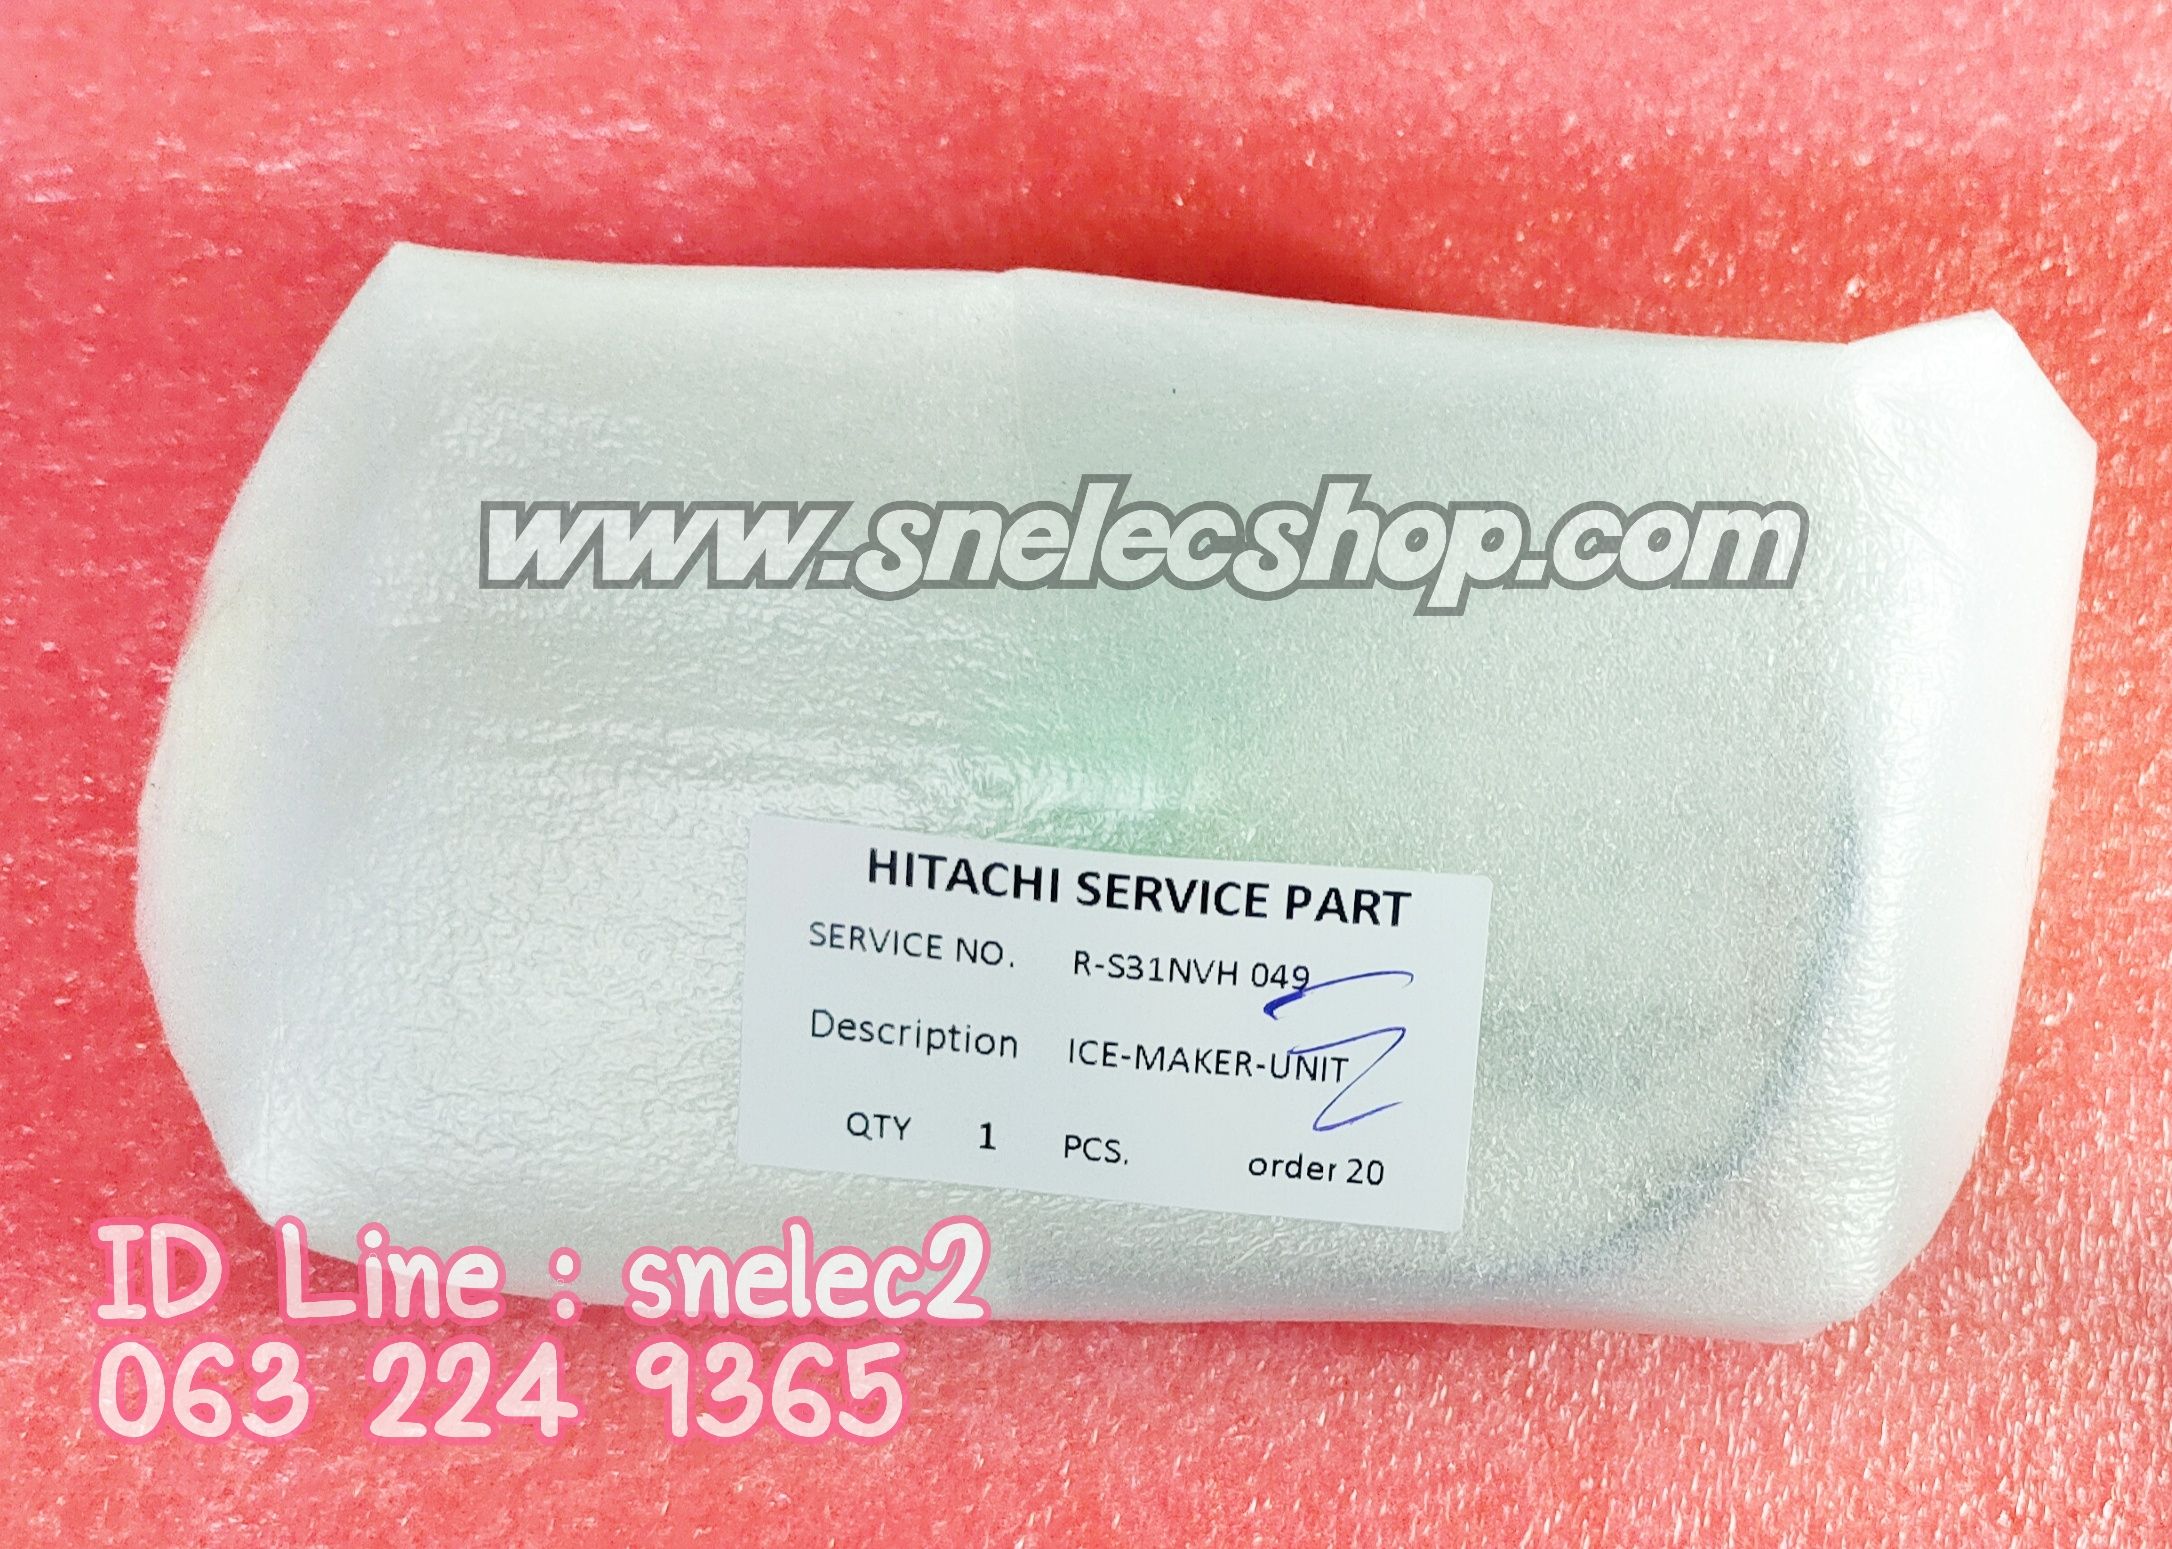 www.snelecshop.com
HITACHI SERVICE PART
SERVICE NO. R-S31NVH 049
Description ICE-MAKER-UNIT
QTY 1 PCS. order 20
ID Line : snelec2
063 224 9365